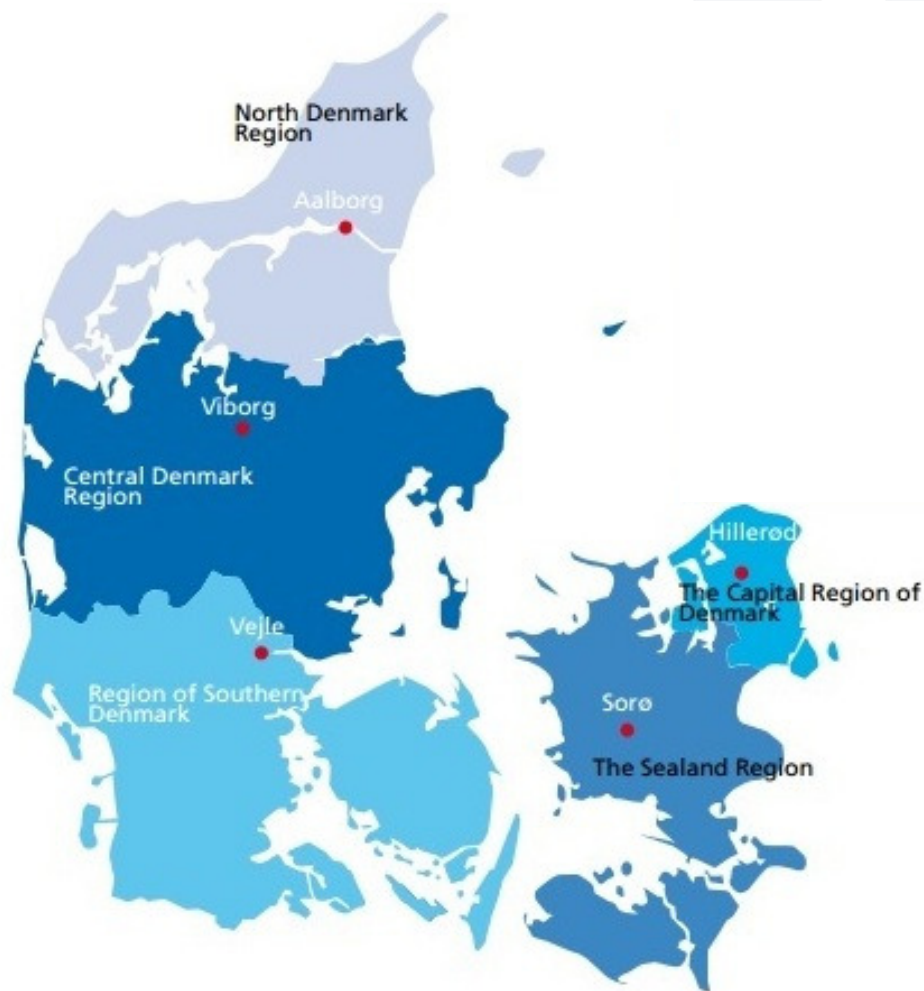 North Denmark
Region
Aalborg
Viborg
Central Denmark
Region
Hillerød
The Capital Region of
Denmark
Vejle
Region of Southern
Denmark
Sorø
The Sealand Region